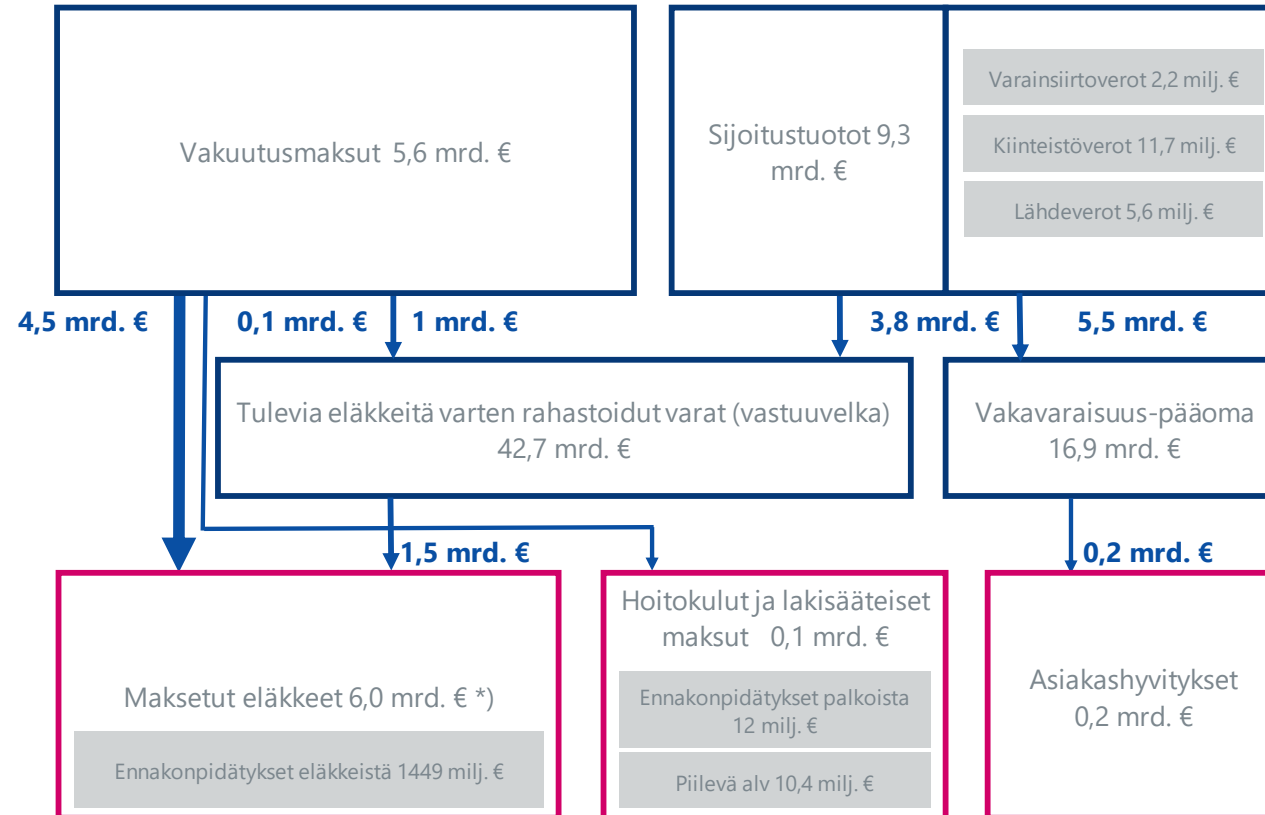 Vakuutusmaksut 5,6 mrd. €
Sijoitustuotot 9,3
mrd. €
Varainsiirtoverot 2,2 milj. €
Kiinteistöverot 11,7 milj. €
Lähdeverot 5,6 milj. €
4,5 mrd. €
0,1 mrd. €
1 mrd. €
3,8 mrd. €
5,5 mrd. €
Tulevia eläkkeitä varten rahastoidut varat (vastuuvelka)
42,7 mrd. €
Vakavaraisuus-pääoma
16,9 mrd. €
1,5 mrd. €
0,2 mrd. €
Maksetut eläkkeet 6,0 mrd. € *)
Ennakonpidätykset eläkkeistä 1449 milj. €
Hoitokulut ja lakisääteiset
maksut 0,1 mrd. €
Ennakonpidätykset palkoista
12 milj. €
Piilevä alv 10,4 milj. €
Asiakashyvitykset
0,2 mrd. €